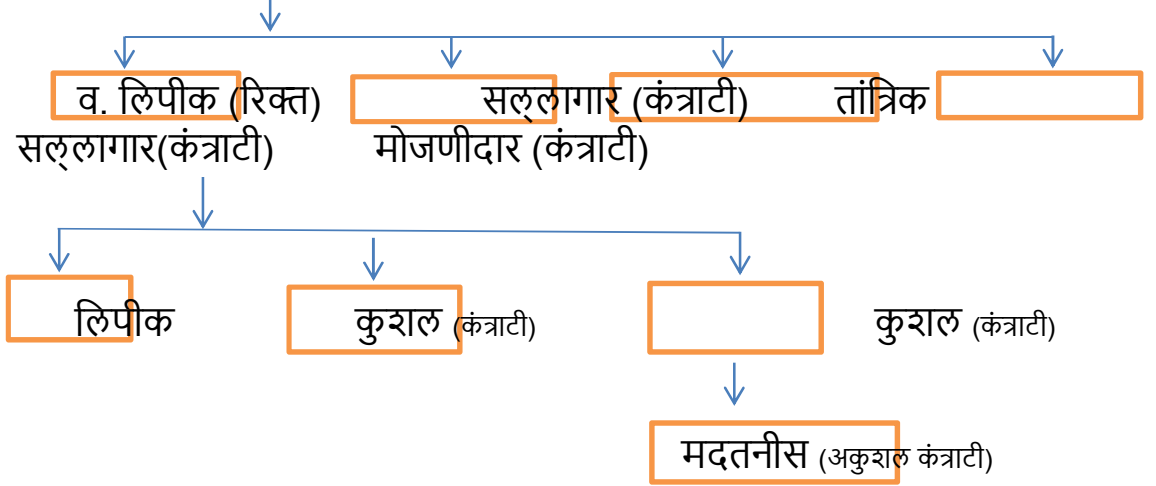 व. लिपीक (रिक्त) सल्लागार (कंत्राटी) तांत्रिक
सल्लागार(कंत्राटी) मोजणीदार (कंत्राटी)
लिपीक कुशल (कंत्राटी) कुशल (कंत्राटी)
मदतनीस (अकुशल कंत्राटी)